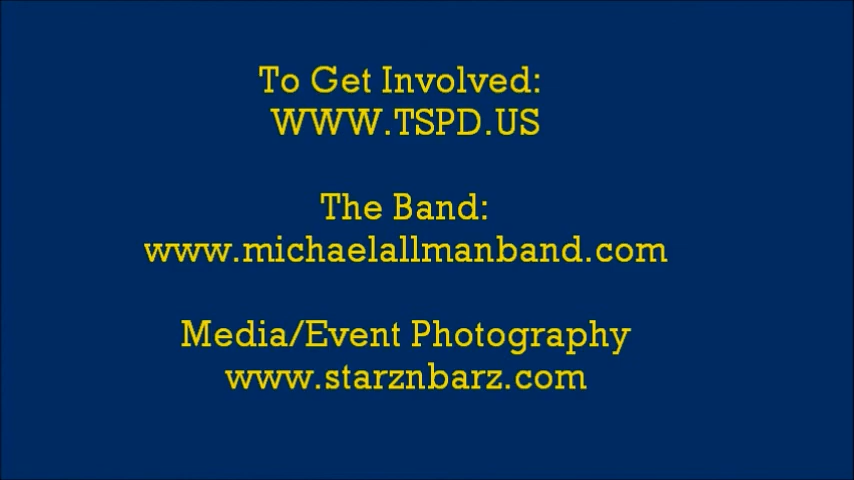 To Get Involved:
WWW.TSPD.US
The Band:
www.michaelallmanband.com
Media/Event Photography
www.starznbarz.com